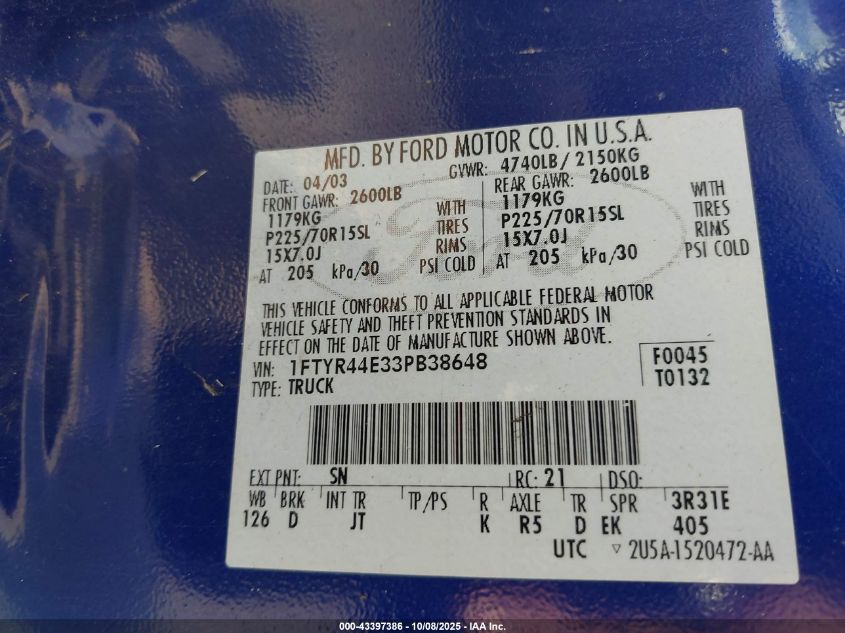 MFD. BY FORD MOTOR CO. IN U.S.A.
DATE: 04/03 GVWR: 4740LB/ 2150KG
FRONT GAWR: 2600LB REAR GAWR: 2600LB
1179KG WITH 1179KG WITH
P225/70R15SL TIRES P225/70R15SL TIRES
15X7.0J RIMS 15X7.0J RIMS
AT 205 kPa/30 PSI COLD AT 205 kPa/30 PSI COLD
Ford
THIS VEHICLE CONFORMS TO ALL APPLICABLE FEDERAL MOTOR
VEHICLE SAFETY AND THEFT PREVENTION STANDARDS IN
EFFECT ON THE DATE OF MANUFACTURE SHOWN ABOVE.
VIN: 1FTYR44E33PB38648 F0045
TYPE: TRUCK T0132
EXT PNT: SN RC: 21 DSO:
WB BRK INT TR TP/PS R AXLE TR SPR 3R31E
126 D JT K R5 D EK 405
UTC ▽ 2U5A-1520472-AA
000-43397386 - 10/08/2025 - IAA Inc.